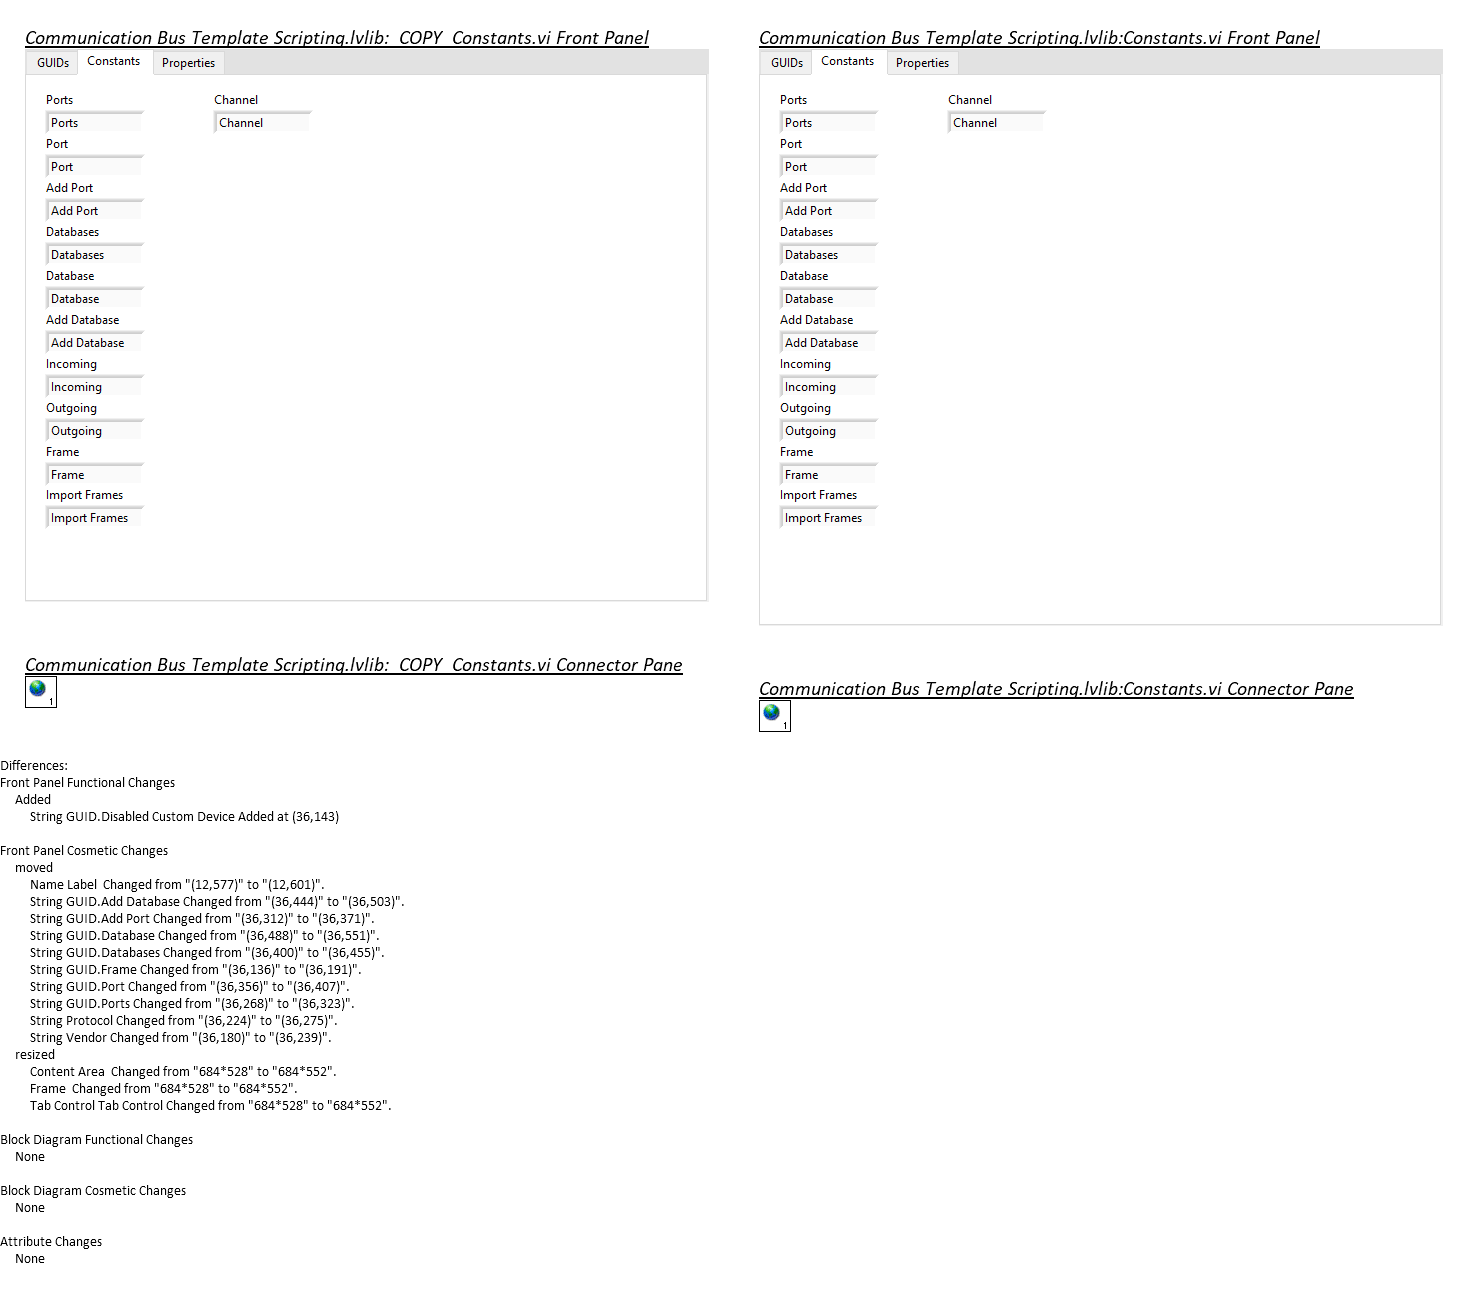 Communication Bus Template Scripting.lvlib:_COPY_Constants.vi Front Panel
GUIDs Constants Properties
Ports Channel
Ports Channel
Port
Port
Add Port
Add Port
Databases
Databases
Database
Database
Add Database
Add Database
Incoming
Incoming
Outgoing
Outgoing
Frame
Frame
Import Frames
Import Frames
Communication Bus Template Scripting.lvlib:_COPY_Constants.vi Connector Pane
1
Communication Bus Template Scripting.lvlib:Constants.vi Front Panel
GUIDs Constants Properties
Ports Channel
Ports Channel
Port
Port
Add Port
Add Port
Databases
Databases
Database
Database
Add Database
Add Database
Incoming
Incoming
Outgoing
Outgoing
Frame
Frame
Import Frames
Import Frames
Communication Bus Template Scripting.lvlib:Constants.vi Connector Pane
1
Differences:
Front Panel Functional Changes
Added
String GUID.Disabled Custom Device Added at (36,143)
Front Panel Cosmetic Changes
moved
Name Label  Changed from "(12,577)" to "(12,601)".
String GUID.Add Database Changed from "(36,444)" to "(36,503)".
String GUID.Add Port Changed from "(36,312)" to "(36,371)".
String GUID.Database Changed from "(36,488)" to "(36,551)".
String GUID.Databases Changed from "(36,400)" to "(36,455)".
String GUID.Frame Changed from "(36,136)" to "(36,191)".
String GUID.Port Changed from "(36,356)" to "(36,407)".
String GUID.Ports Changed from "(36,268)" to "(36,323)".
String Protocol Changed from "(36,224)" to "(36,275)".
String Vendor Changed from "(36,180)" to "(36,239)".
resized
Content Area  Changed from "684*528" to "684*552".
Frame  Changed from "684*528" to "684*552".
Tab Control Tab Control Changed from "684*528" to "684*552".
Block Diagram Functional Changes
None
Block Diagram Cosmetic Changes
None
Attribute Changes
None